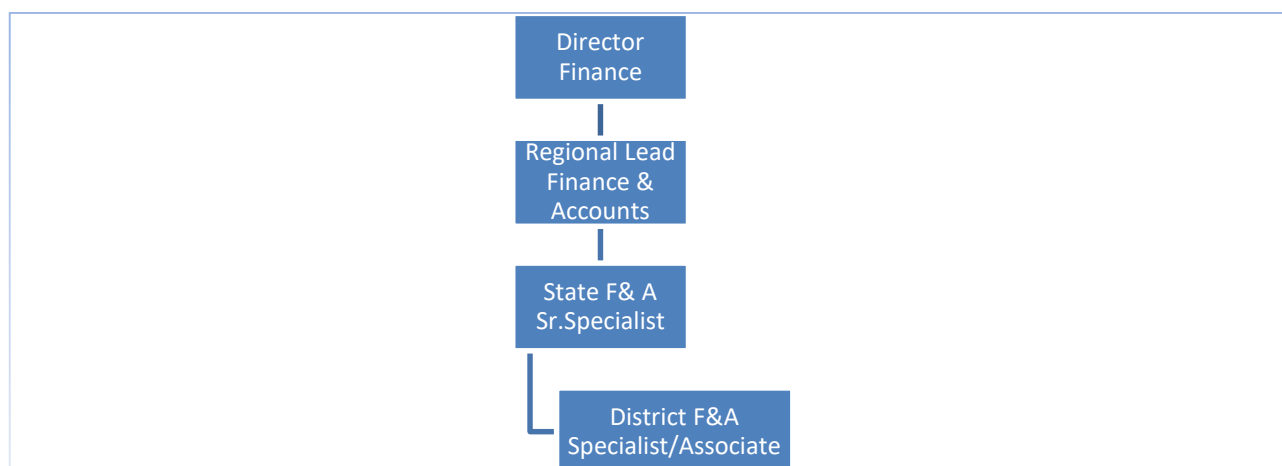 Director
Finance
Regional Lead
Finance &
Accounts
State F& A
Sr.Specialist
District F&A
Specialist/Associate